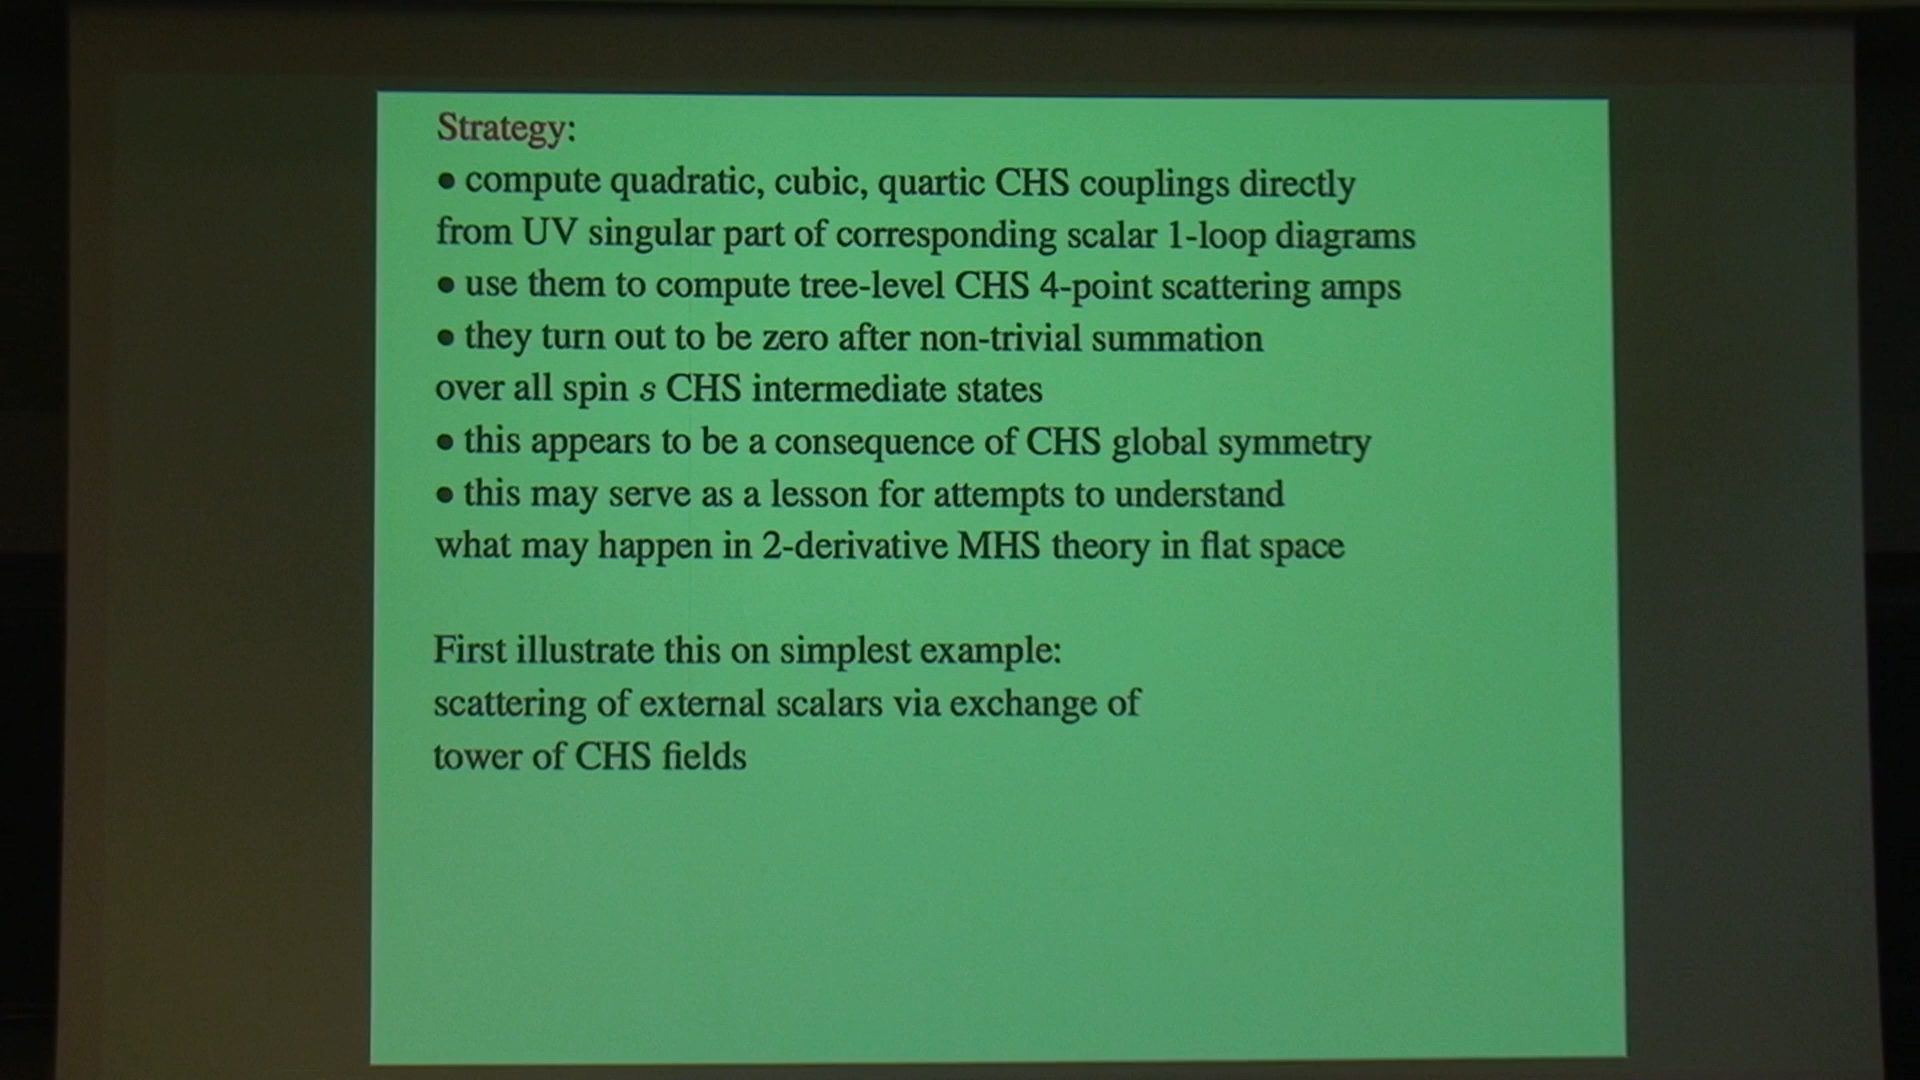 Strategy:
• compute quadratic, cubic, quartic CHS couplings directly
from UV singular part of corresponding scalar 1-loop diagrams
• use them to compute tree-level CHS 4-point scattering amps
• they turn out to be zero after non-trivial summation
over all spin s CHS intermediate states
• this appears to be a consequence of CHS global symmetry
• this may serve as a lesson for attempts to understand
what may happen in 2-derivative MHS theory in flat space
First illustrate this on simplest example:
scattering of external scalars via exchange of
tower of CHS fields